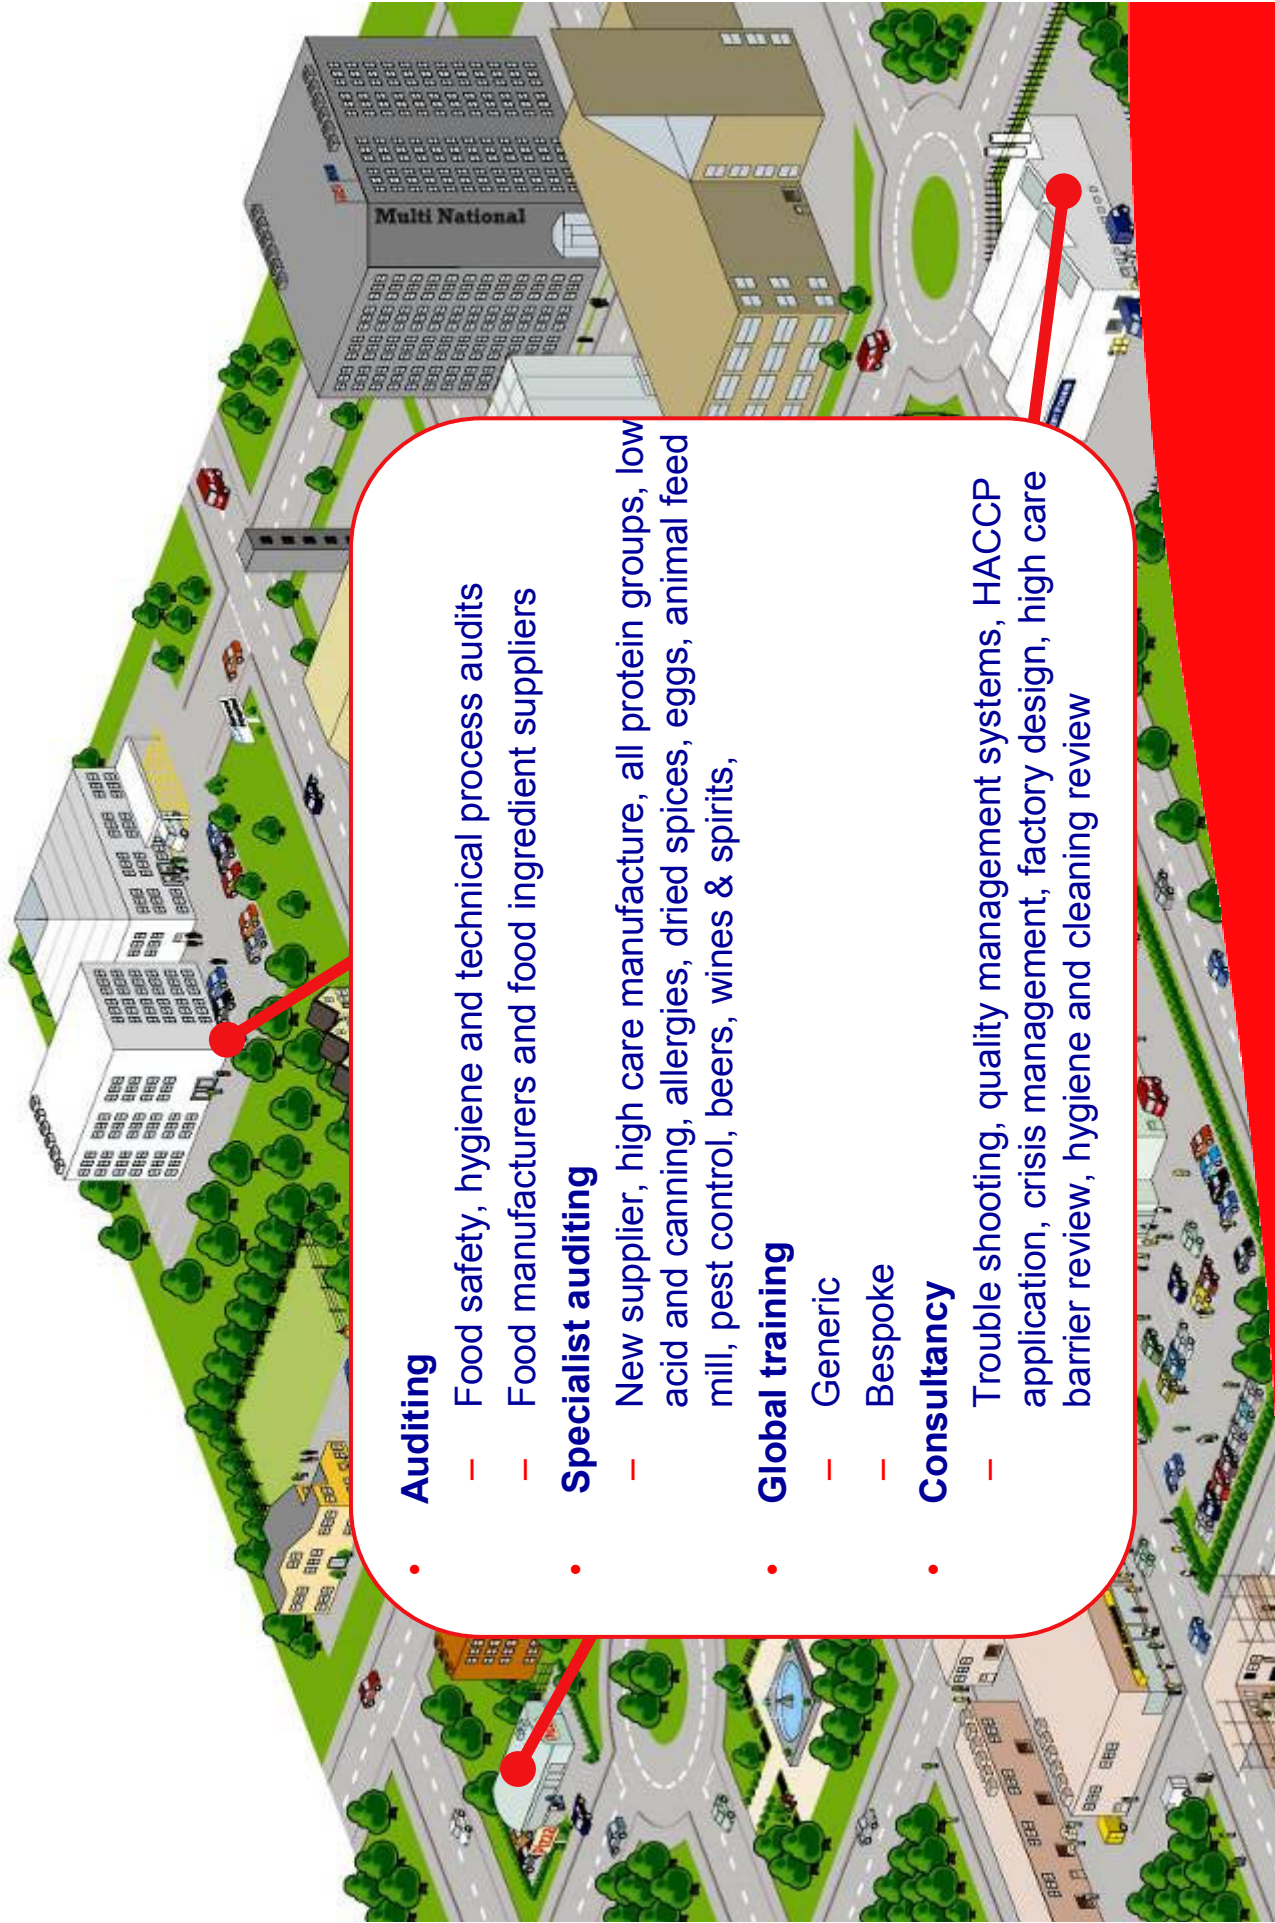 • Auditing
– Food safety, hygiene and technical process audits
– Food manufacturers and food ingredient suppliers
• Specialist auditing
– New supplier, high care manufacture, all protein groups, low
acid and canning, allergies, dried spices, eggs, animal feed
mill, pest control, beers, wines & spirits,
• Global training
– Generic
– Bespoke
• Consultancy
– Trouble shooting, quality management systems, HACCP
application, crisis management, factory design, high care
barrier review, hygiene and cleaning review
Multi National
PIZZA